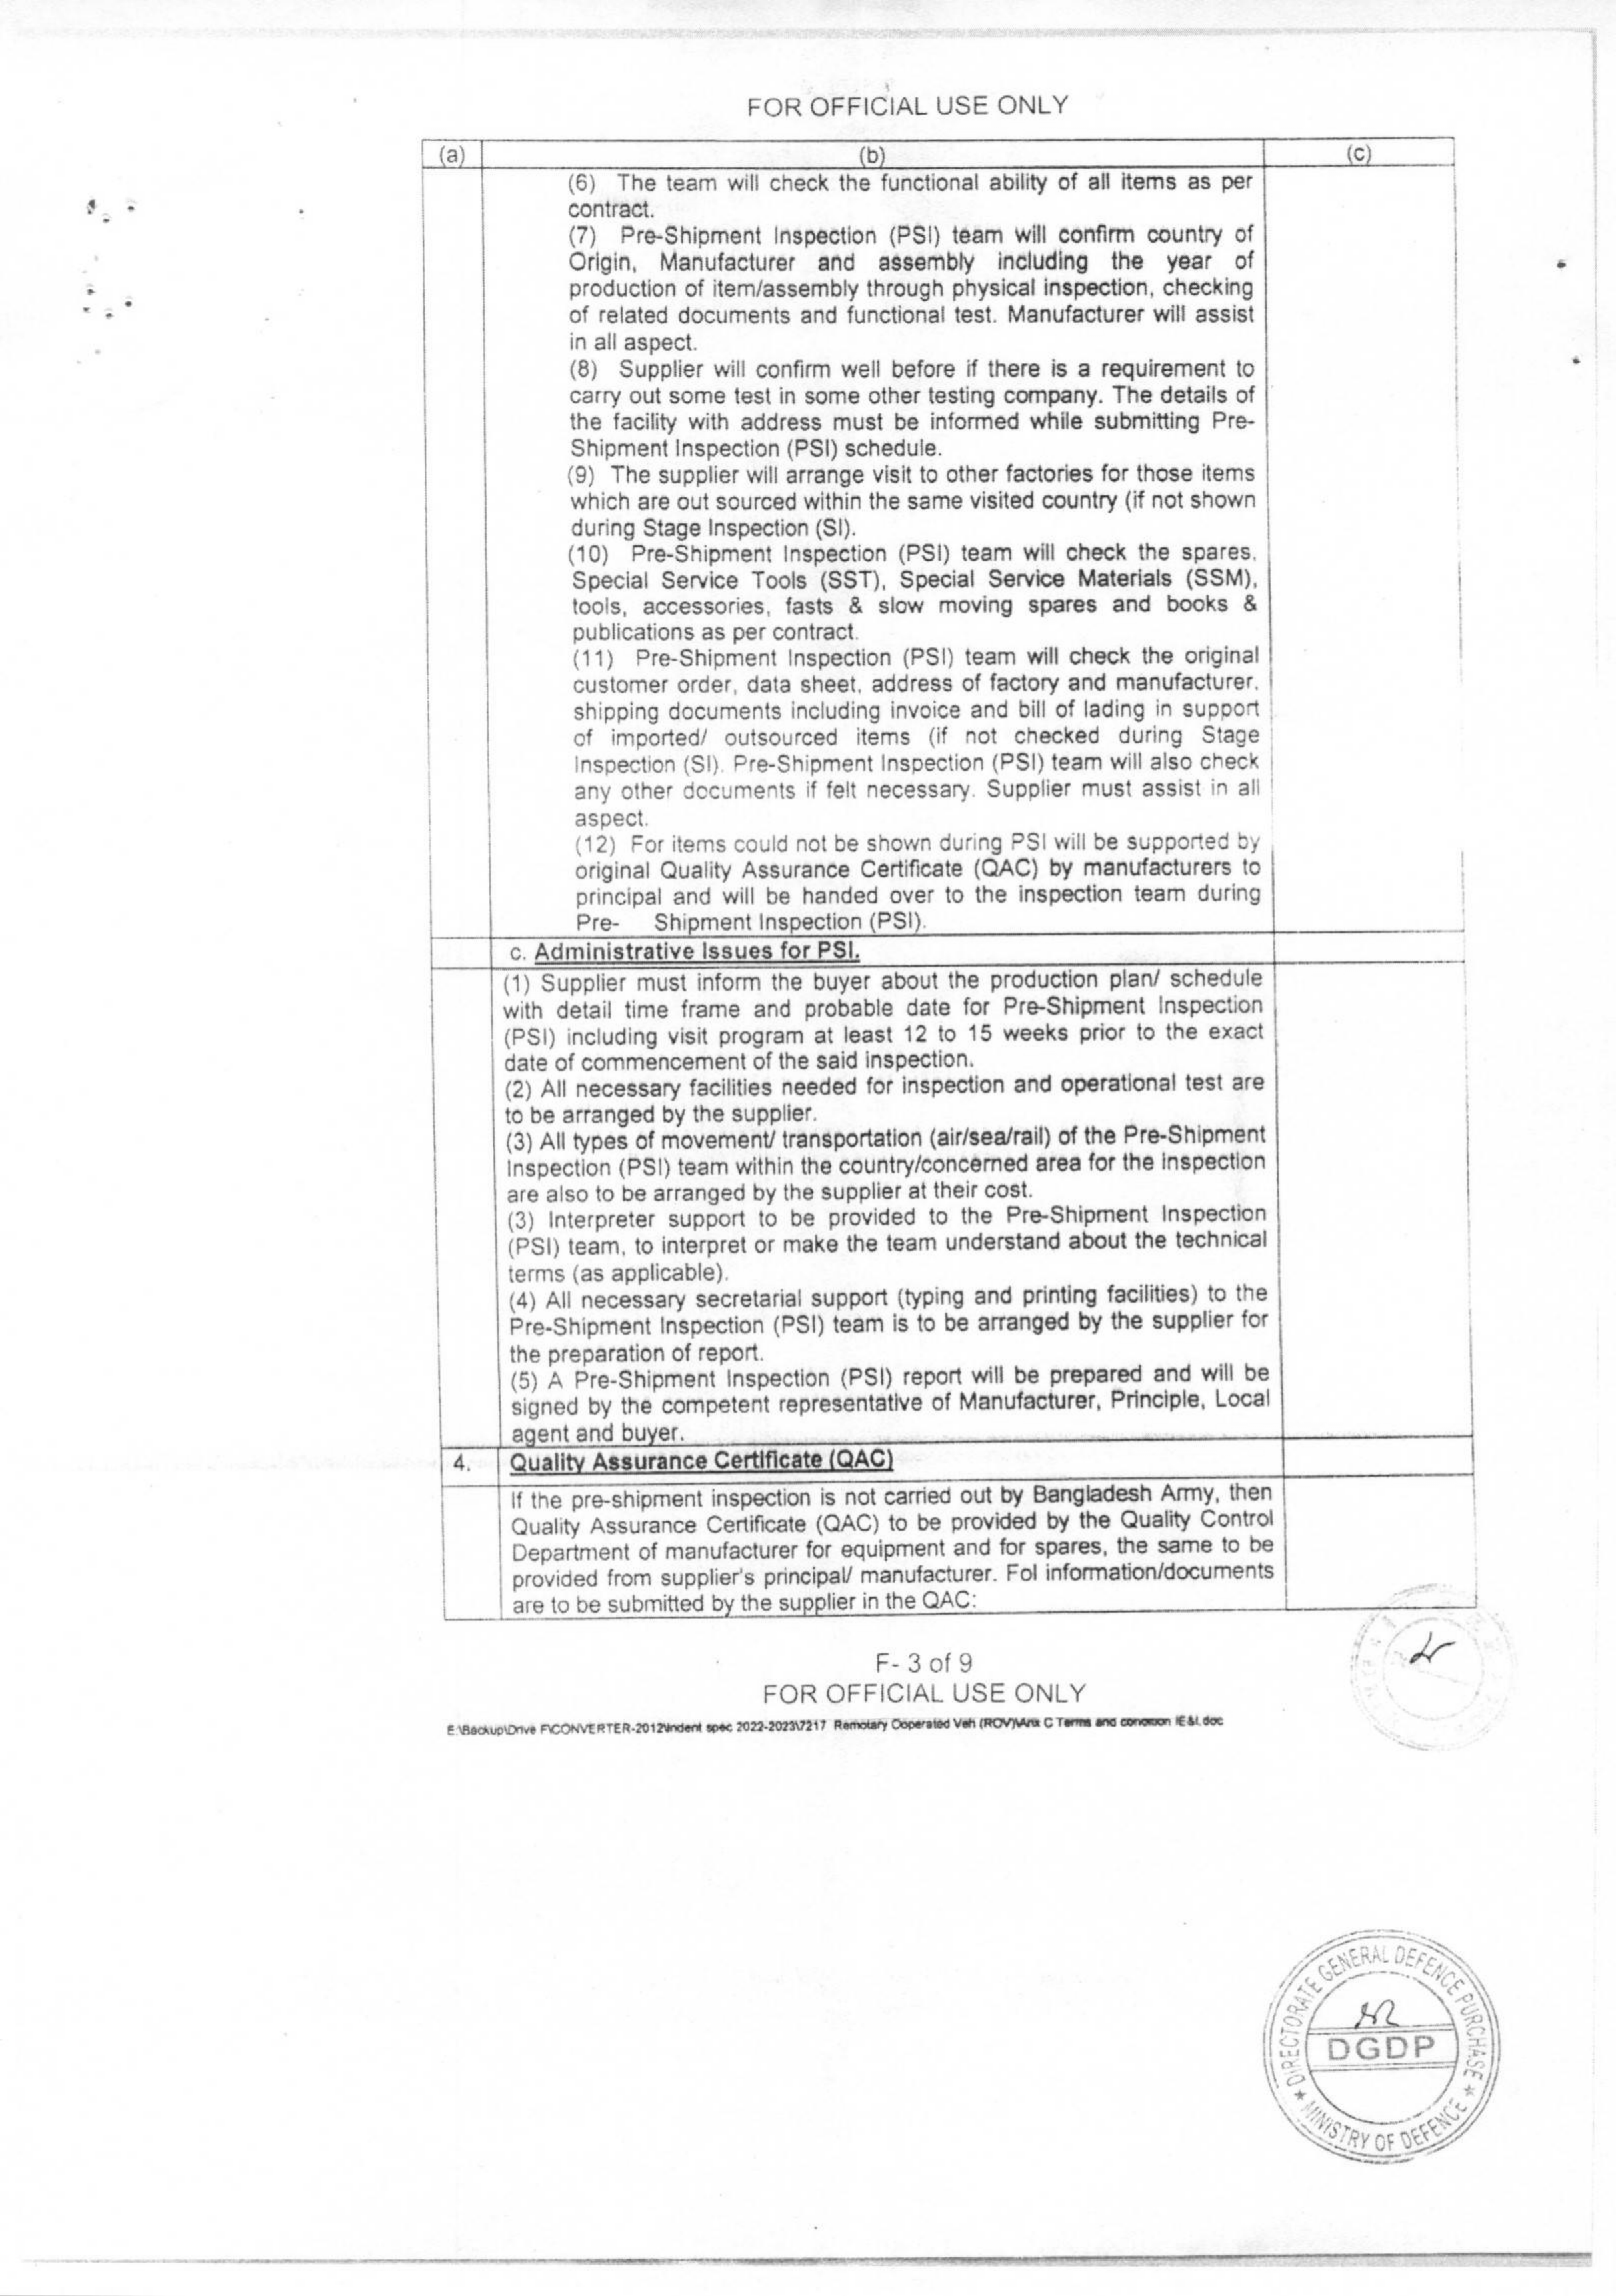 FOR OFFICIAL USE ONLY
(a) (b) (c)
(6) The team will check the functional ability of all items as per
contract.
(7) Pre-Shipment Inspection (PSI) team will confirm country of
Origin, Manufacturer and assembly including the year of
production of item/assembly through physical inspection, checking
of related documents and functional test. Manufacturer will assist
in all aspect.
(8) Supplier will confirm well before if there is a requirement to
carry out some test in some other testing company. The details of
the facility with address must be informed while submitting Pre-
Shipment Inspection (PSI) schedule.
(9) The supplier will arrange visit to other factories for those items
which are out sourced within the same visited country (if not shown
during Stage Inspection (SI).
(10) Pre-Shipment Inspection (PSI) team will check the spares,
Special Service Tools (SST), Special Service Materials (SSM),
tools, accessories, fasts & slow moving spares and books &
publications as per contract.
(11) Pre-Shipment Inspection (PSI) team will check the original
customer order, data sheet, address of factory and manufacturer,
shipping documents including invoice and bill of lading in support
of imported/ outsourced items (if not checked during Stage
Inspection (SI). Pre-Shipment Inspection (PSI) team will also check
any other documents if felt necessary. Supplier must assist in all
aspect.
(12) For items could not be shown during PSI will be supported by
original Quality Assurance Certificate (QAC) by manufacturers to
principal and will be handed over to the inspection team during
Pre- Shipment Inspection (PSI).
c. Administrative Issues for PSI.
(1) Supplier must inform the buyer about the production plan/ schedule
with detail time frame and probable date for Pre-Shipment Inspection
(PSI) including visit program at least 12 to 15 weeks prior to the exact
date of commencement of the said inspection.
(2) All necessary facilities needed for inspection and operational test are
to be arranged by the supplier.
(3) All types of movement/ transportation (air/sea/rail) of the Pre-Shipment
Inspection (PSI) team within the country/concerned area for the inspection
are also to be arranged by the supplier at their cost.
(3) Interpreter support to be provided to the Pre-Shipment Inspection
(PSI) team, to interpret or make the team understand about the technical
terms (as applicable).
(4) All necessary secretarial support (typing and printing facilities) to the
Pre-Shipment Inspection (PSI) team is to be arranged by the supplier for
the preparation of report.
(5) A Pre-Shipment Inspection (PSI) report will be prepared and will be
signed by the competent representative of Manufacturer, Principle, Local
agent and buyer.
4. Quality Assurance Certificate (QAC)
If the pre-shipment inspection is not carried out by Bangladesh Army, then
Quality Assurance Certificate (QAC) to be provided by the Quality Control
Department of manufacturer for equipment and for spares, the same to be
provided from supplier's principal/ manufacturer. Fol information/documents
are to be submitted by the supplier in the QAC:
F- 3 of 9
FOR OFFICIAL USE ONLY
E:\Backup\Drive F\CONVERTER-2012\Indent spec 2022-2023\7217 Remotary Ooperated Veh (ROV)\Anx C Terms and IE&I.doc
DIRECTORATE GENERAL DEFENCE PURCHASE
DGDP
MINISTRY OF DEFENCE